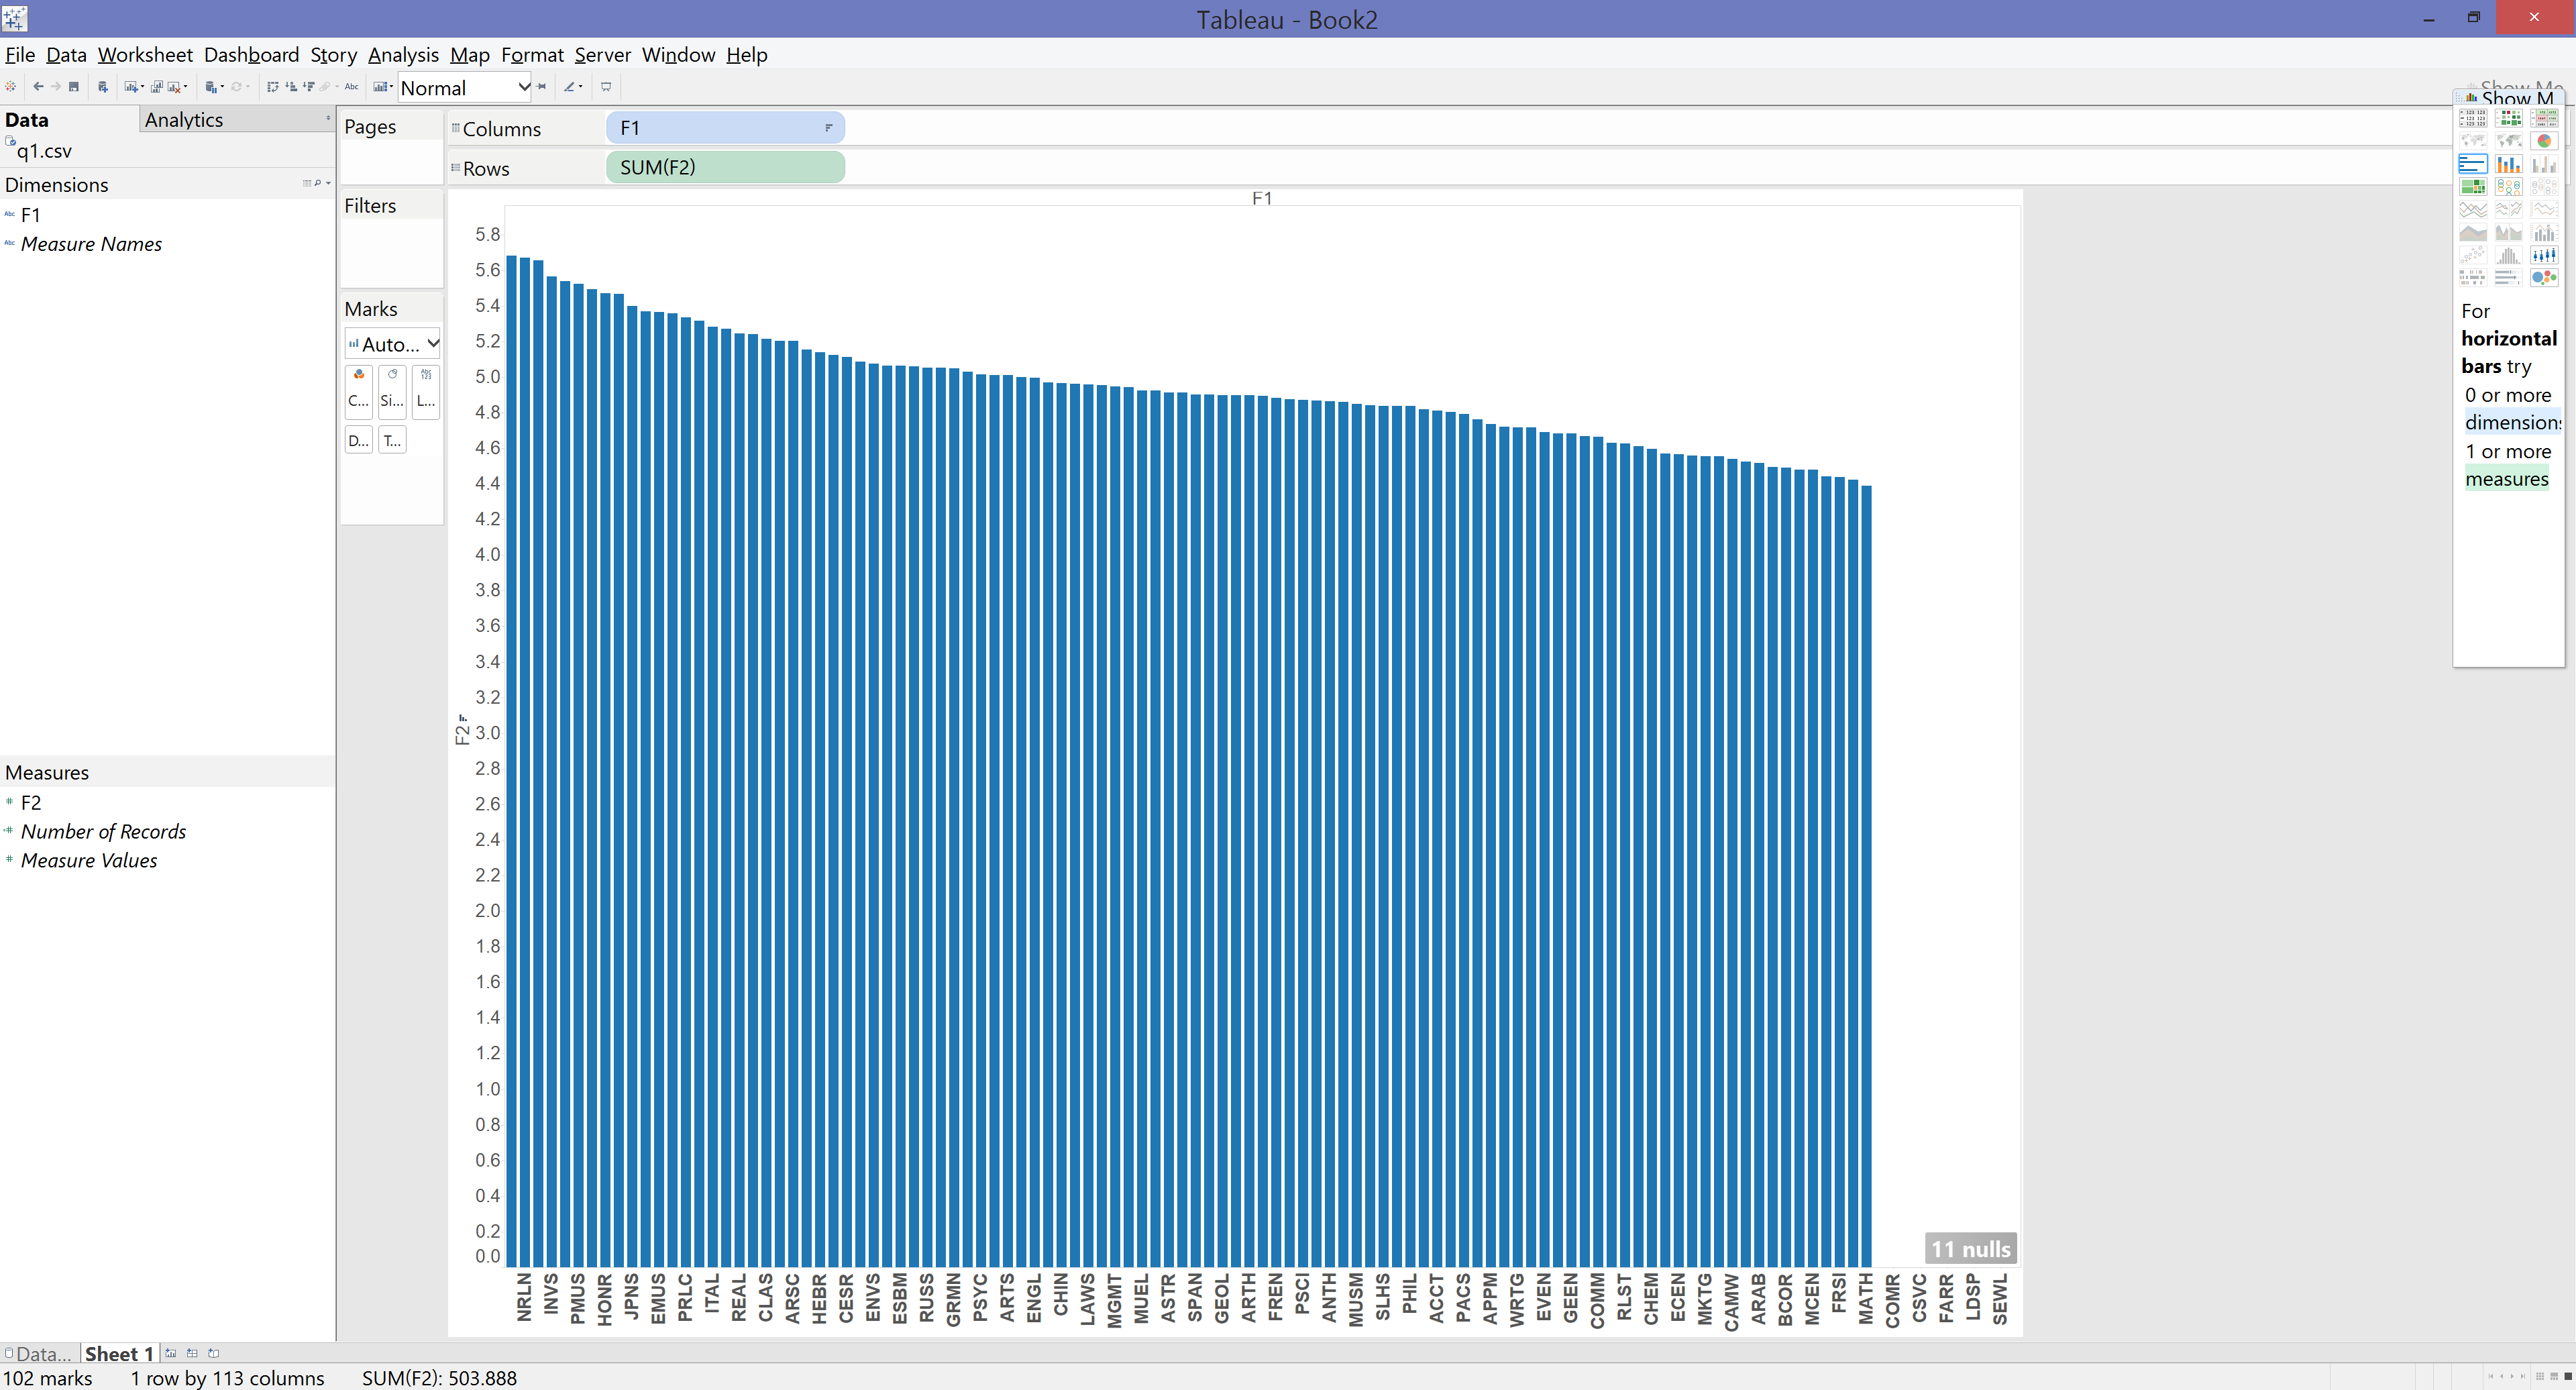 Tableau - Book2
File Data Worksheet Dashboard Story Analysis Map Format Server Window Help
Abc Normal
Show Me
Show M
Data Analytics
q1.csv
Dimensions
Abc F1
Abc Measure Names
Measures
F2
Number of Records
Measure Values
Pages
Filters
Marks
Auto...
C... Si... L...
D... T...
Columns F1
Rows SUM(F2)
F1
5.8
5.6
5.4
5.2
5.0
4.8
4.6
4.4
4.2
4.0
3.8
3.6
3.4
3.2
3.0
2.8
2.6
2.4
2.2
2.0
1.8
1.6
1.4
1.2
1.0
0.8
0.6
0.4
0.2
0.0
F2
11 nulls
NRLN INVS PMUS HONR JPNS EMUS PRLC ITAL REAL CLAS ARSC HEBR CESR ENVS ESBM RUSS GRMN PSYC ARTS ENGL CHIN LAWS MGMT MUEL ASTR SPAN GEOL ARTH FREN PSCI ANTH MUSM SLHS PHIL ACCT PACS APPM WRTG EVEN GEEN COMM RLST CHEM ECEN MKTG CAMW ARAB BCOR MCEN FRSI MATH COMR CSVC FARR LDSP SEWL
For
horizontal
bars try
0 or more
dimensions
1 or more
measures
Data... Sheet 1
102 marks 1 row by 113 columns SUM(F2): 503.888